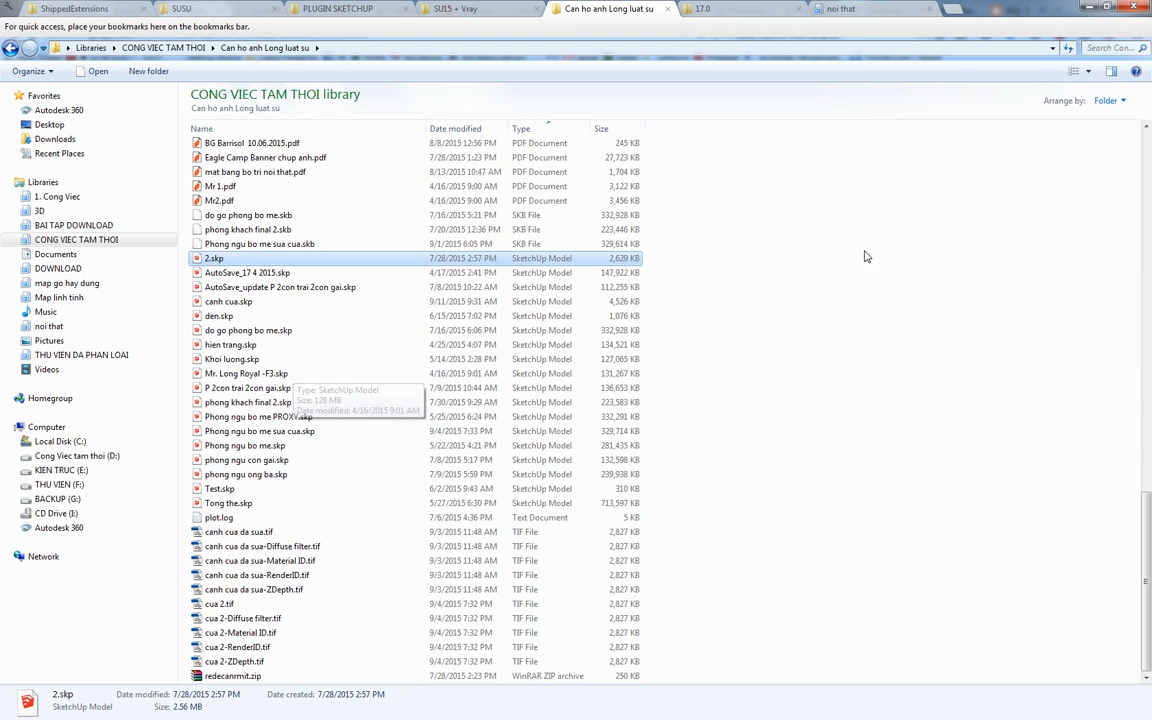 ShippedExtensions
SUSU
PLUGIN SKETCHUP
SU15 + Vray
Can ho anh Long luat su
17.0
noi that
For quick access, place your bookmarks here on the bookmarks bar.
Libraries
CONG VIEC TAM THOI
Can ho anh Long luat su
Search Can...
Organize
Open
New folder
CONG VIEC TAM THOI library
Can ho anh Long luat su
Arrange by: Folder
Name Date modified Type Size
Favorites
Autodesk 360
Desktop
Downloads
Recent Places
Libraries
1. Cong Viec
3D
BAI TAP DOWNLOAD
CONG VIEC TAM THOI
Documents
DOWNLOAD
map go hay dung
Map linh tinh
Music
noi that
Pictures
THU VIEN DA PHAN LOAI
Videos
Homegroup
Computer
Local Disk (C:)
Cong Viec tam thoi (D:)
KIEN TRUC (E:)
THU VIEN (F:)
BACKUP (G:)
CD Drive (I:)
Autodesk 360
Network
BG Barrisol 10.06.2015.pdf 8/8/2015 12:56 PM PDF Document 245 KB
Eagle Camp Banner chup anh.pdf 7/28/2015 1:23 PM PDF Document 27,723 KB
mat bang bo tri noi that.pdf 8/13/2015 10:47 AM PDF Document 1,704 KB
Mr 1.pdf 4/16/2015 9:00 AM PDF Document 3,122 KB
Mr2.pdf 4/16/2015 9:00 AM PDF Document 3,456 KB
do go phong bo me.skb 7/16/2015 5:21 PM SKB File 332,928 KB
phong khach final 2.skb 7/20/2015 12:36 PM SKB File 223,446 KB
Phong ngu bo me sua cua.skb 9/1/2015 6:05 PM SKB File 329,614 KB
2.skp 7/28/2015 2:57 PM SketchUp Model 2,629 KB
AutoSave_17 4 2015.skp 4/17/2015 2:41 PM SketchUp Model 147,922 KB
AutoSave_update P 2con trai 2con gai.skp 7/8/2015 10:22 AM SketchUp Model 112,255 KB
canh cua.skp 9/11/2015 9:31 AM SketchUp Model 4,526 KB
den.skp 6/15/2015 7:02 PM SketchUp Model 1,076 KB
do go phong bo me.skp 7/16/2015 6:06 PM SketchUp Model 332,928 KB
hien trang.skp 4/25/2015 4:07 PM SketchUp Model 134,521 KB
Khoi luong.skp 5/14/2015 2:28 PM SketchUp Model 127,065 KB
Mr. Long Royal -F3.skp 4/16/2015 9:01 AM SketchUp Model 131,267 KB
P 2con trai 2con gai.skp 7/9/2015 10:44 AM SketchUp Model 136,653 KB
phong khach final 2.skp 7/30/2015 9:29 AM SketchUp Model 223,583 KB
Phong ngu bo me PROXY.skp 5/25/2015 6:24 PM SketchUp Model 332,291 KB
Phong ngu bo me sua cua.skp 9/4/2015 7:33 PM SketchUp Model 329,714 KB
Phong ngu bo me.skp 5/22/2015 4:21 PM SketchUp Model 281,435 KB
phong ngu con gai.skp 7/8/2015 5:17 PM SketchUp Model 132,598 KB
phong ngu ong ba.skp 7/9/2015 5:59 PM SketchUp Model 239,938 KB
Test.skp 6/2/2015 9:43 AM SketchUp Model 310 KB
Tong the.skp 5/27/2015 6:30 PM SketchUp Model 713,597 KB
plot.log 7/6/2015 4:36 PM Text Document 5 KB
canh cua da sua.tif 9/3/2015 11:48 AM TIF File 2,827 KB
canh cua da sua-Diffuse filter.tif 9/3/2015 11:48 AM TIF File 2,827 KB
canh cua da sua-Material ID.tif 9/3/2015 11:48 AM TIF File 2,827 KB
canh cua da sua-RenderID.tif 9/3/2015 11:48 AM TIF File 2,827 KB
canh cua da sua-ZDepth.tif 9/3/2015 11:48 AM TIF File 2,827 KB
cua 2.tif 9/4/2015 7:32 PM TIF File 2,827 KB
cua 2-Diffuse filter.tif 9/4/2015 7:32 PM TIF File 2,827 KB
cua 2-Material ID.tif 9/4/2015 7:32 PM TIF File 2,827 KB
cua 2-RenderID.tif 9/4/2015 7:32 PM TIF File 2,827 KB
cua 2-ZDepth.tif 9/4/2015 7:32 PM TIF File 2,827 KB
redecanrmit.zip 7/28/2015 2:23 PM WinRAR ZIP archive 250 KB
Type: SketchUp Model
Size: 128 MB
Date modified: 4/16/2015 9:01 AM
2.skp Date modified: 7/28/2015 2:57 PM Date created: 7/28/2015 2:57 PM
SketchUp Model Size: 2.56 MB